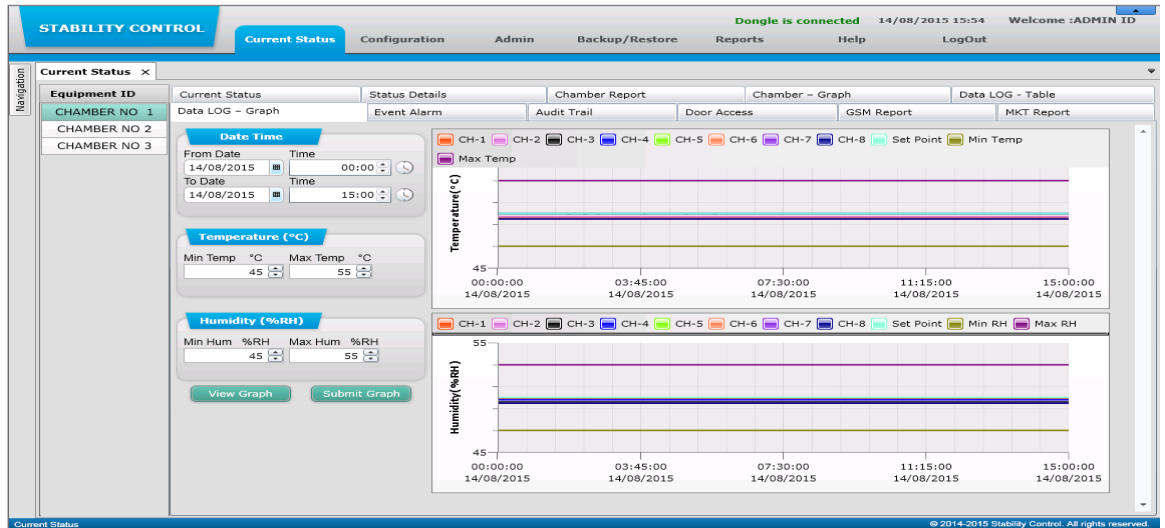 STABILITY CONTROL
Dongle is connected 14/08/2015 15:54 Welcome :ADMIN ID
Current Status Configuration Admin Backup/Restore Reports Help LogOut
Navigation
Current Status ×
Equipment ID
CHAMBER NO 1
CHAMBER NO 2
CHAMBER NO 3
Current Status Status Details Chamber Report Chamber – Graph Data LOG - Table
Data LOG – Graph Event Alarm Audit Trail Door Access GSM Report MKT Report
Date Time
From Date Time
14/08/2015 00:00
To Date Time
14/08/2015 15:00
Temperature (°C)
Min Temp °C Max Temp °C
45 55
Humidity (%RH)
Min Hum %RH Max Hum %RH
45 55
View Graph Submit Graph
CH-1 CH-2 CH-3 CH-4 CH-5 CH-6 CH-7 CH-8 Set Point Min Temp
Max Temp
Temperature(°C)
45
00:00:00 03:45:00 07:30:00 11:15:00 15:00:00
14/08/2015 14/08/2015 14/08/2015 14/08/2015 14/08/2015
CH-1 CH-2 CH-3 CH-4 CH-5 CH-6 CH-7 CH-8 Set Point Min RH Max RH
55
Humidity(%RH)
45
00:00:00 03:45:00 07:30:00 11:15:00 15:00:00
14/08/2015 14/08/2015 14/08/2015 14/08/2015 14/08/2015
Current Status © 2014-2015 Stability Control. All rights reserved.